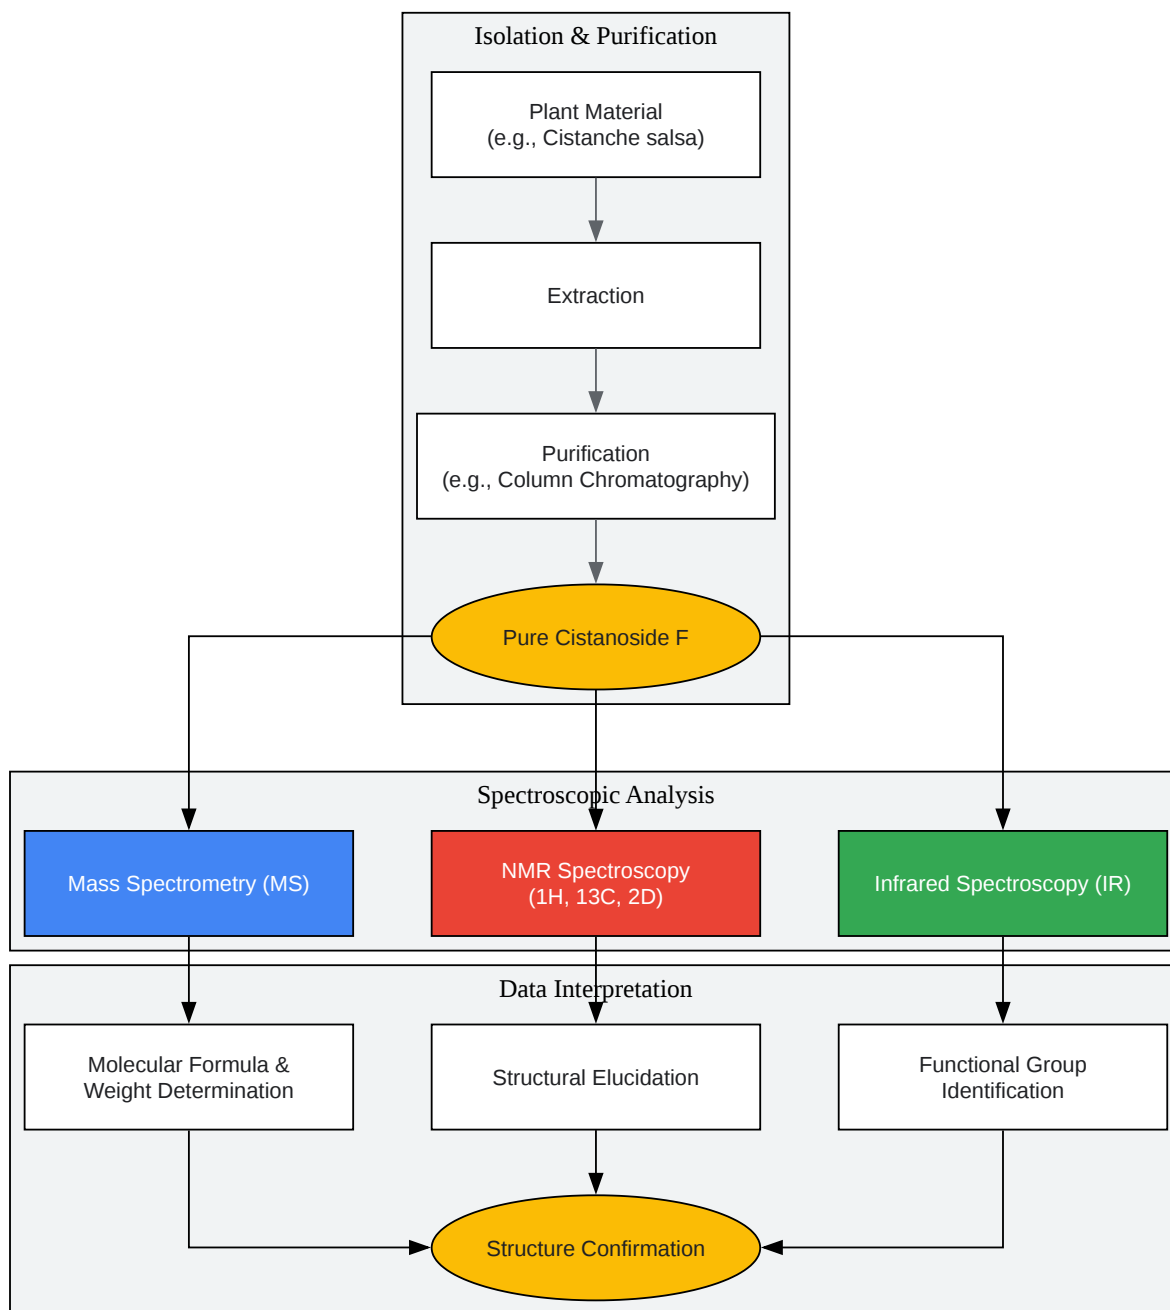 Isolation & Purification
Plant Material
(e.g., Cistanche salsa)
Extraction
Purification
(e.g., Column Chromatography)
Pure Cistanoside F
Spectroscopic Analysis
Mass Spectrometry (MS)
NMR Spectroscopy
(1H, 13C, 2D)
Infrared Spectroscopy (IR)
Data Interpretation
Molecular Formula &
Weight Determination
Structural Elucidation
Functional Group
Identification
Structure Confirmation